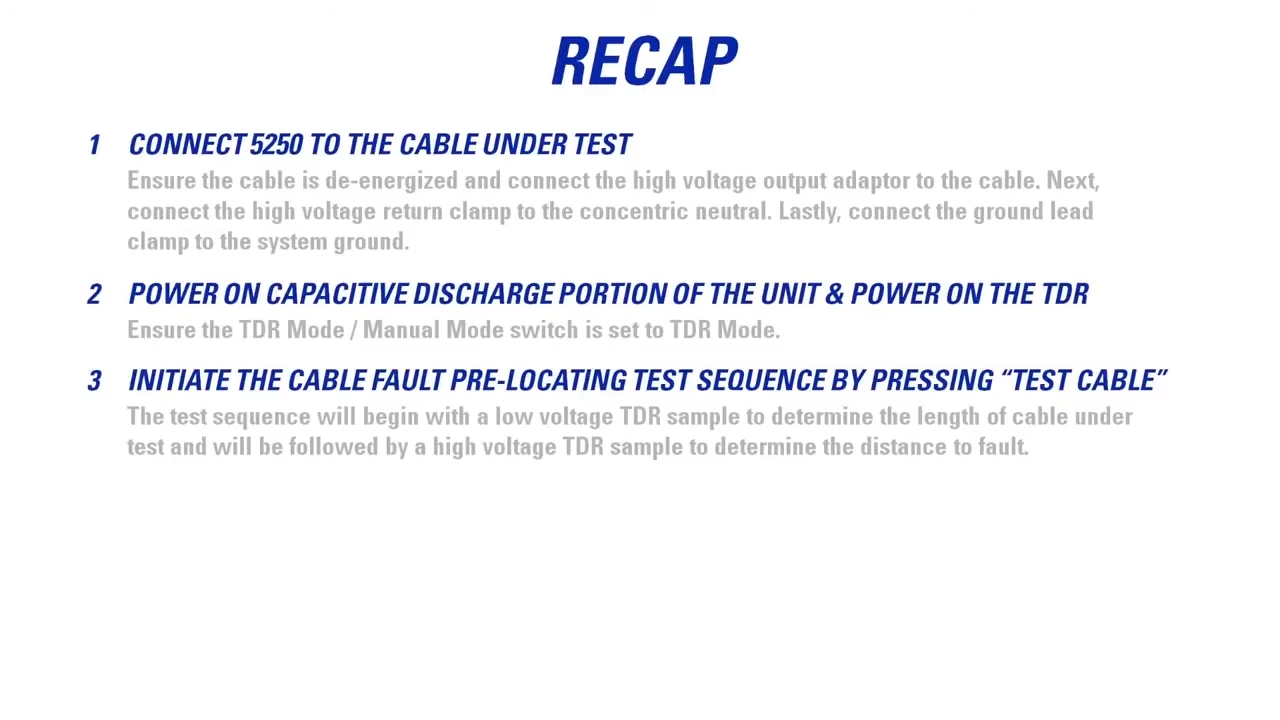 RECAP
1 CONNECT 5250 TO THE CABLE UNDER TEST
Ensure the cable is de-energized and connect the high voltage output adaptor to the cable. Next,
connect the high voltage return clamp to the concentric neutral. Lastly, connect the ground lead
clamp to the system ground.
2 POWER ON CAPACITIVE DISCHARGE PORTION OF THE UNIT & POWER ON THE TDR
Ensure the TDR Mode / Manual Mode switch is set to TDR Mode.
3 INITIATE THE CABLE FAULT PRE-LOCATING TEST SEQUENCE BY PRESSING “TEST CABLE”
The test sequence will begin with a low voltage TDR sample to determine the length of cable under
test and will be followed by a high voltage TDR sample to determine the distance to fault.